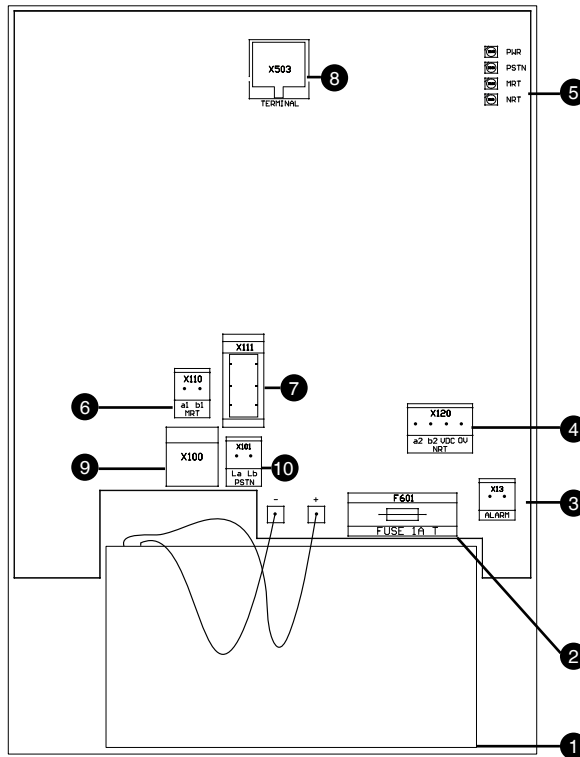 X503
TERMINAL
8
PWR
PSTN
MRT
NRT
5
X111
7
X110
a1 b1
MRT
6
X120
a2 b2 VDC 0V
NRT
4
X100
9
X101
La Lb
PSTN
10
X13
ALARM
3
- +
F601
FUSE 1A T
2
1